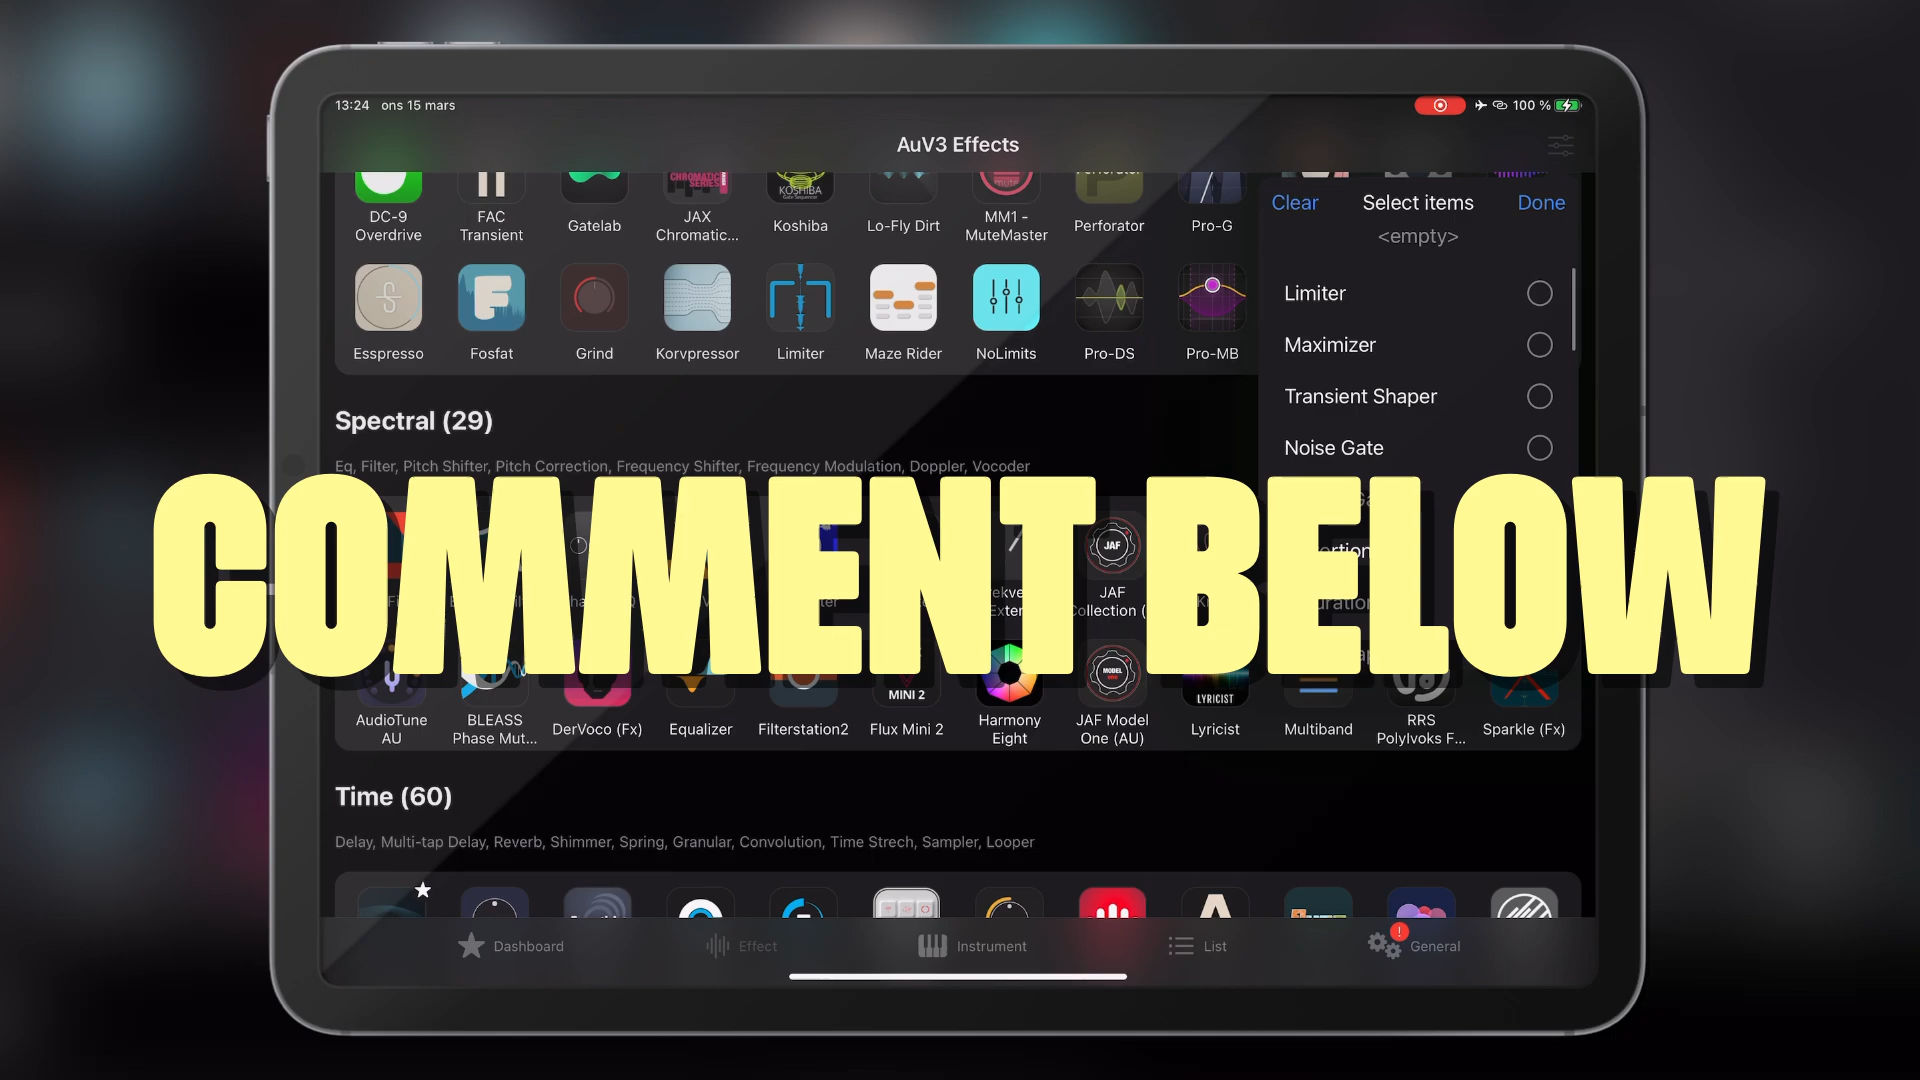 13:24 ons 15 mars
100 %
AuV3 Effects
DC-9 Overdrive
FAC Transient
Gatelab
JAX Chromatic...
Koshiba
Lo-Fly Dirt
MM1 - MuteMaster
Perforator
Pro-G
KOSHIBA
Clear Select items Done
<empty>
Limiter
Maximizer
Transient Shaper
Noise Gate
Esspresso
Fosfat
Grind
Korvpressor
Limiter
Maze Rider
NoLimits
Pro-DS
Pro-MB
Spectral (29)
Eq, Filter, Pitch Shifter, Pitch Correction, Frequency Shifter, Frequency Modulation, Doppler, Vocoder
COMMENT BELOW
JAF
JAF
MINI 2
LYRICIST
AudioTune AU
BLEASS Phase Mut...
DerVoco (Fx)
Equalizer
Filterstation2
Flux Mini 2
Harmony Eight
JAF Model One (AU)
Lyricist
Multiband
RRS Polylvoks F...
Sparkle (Fx)
Time (60)
Delay, Multi-tap Delay, Reverb, Shimmer, Spring, Granular, Convolution, Time Strech, Sampler, Looper
Dashboard
Effect
Instrument
List
General